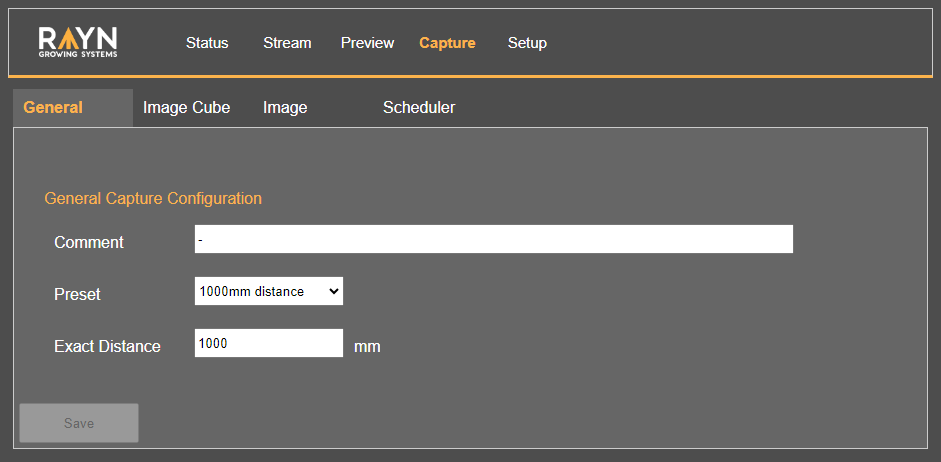 RAYN
GROWING SYSTEMS
Status Stream Preview Capture Setup
General Image Cube Image Scheduler
General Capture Configuration
Comment -
Preset 1000mm distance
Exact Distance 1000 mm
Save